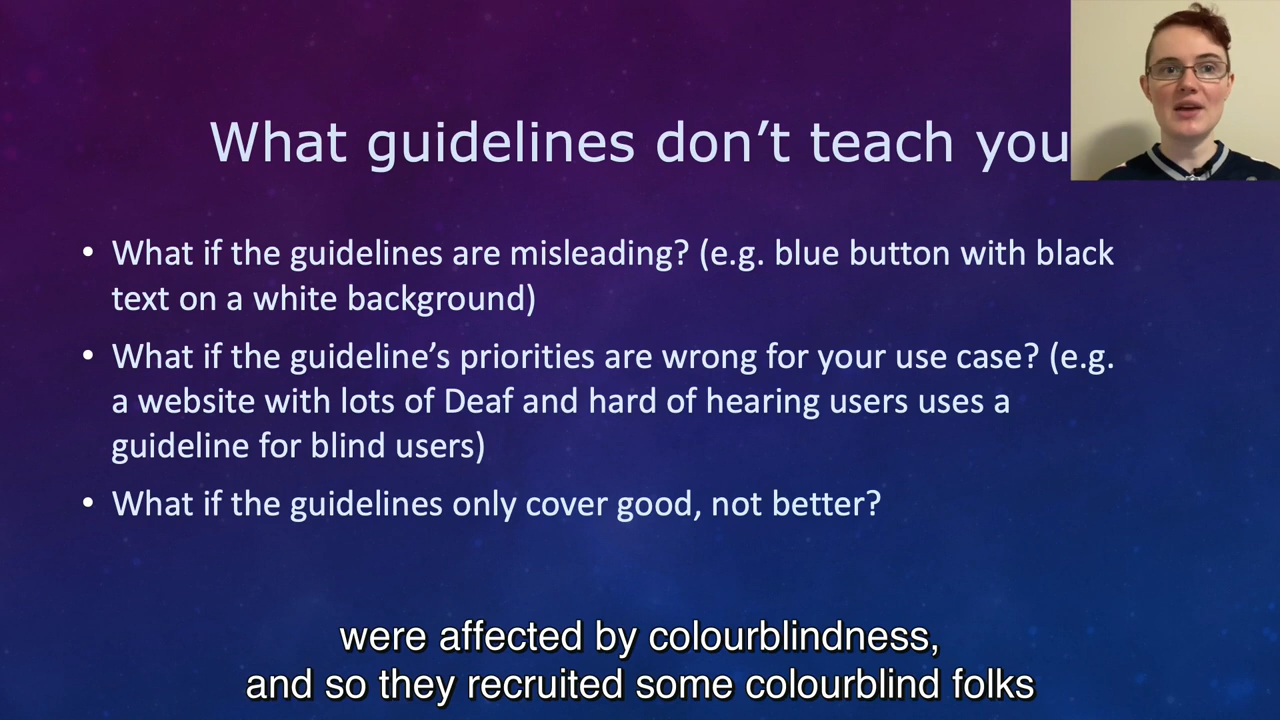 What guidelines don’t teach you
• What if the guidelines are misleading? (e.g. blue button with black
text on a white background)
• What if the guideline’s priorities are wrong for your use case? (e.g.
a website with lots of Deaf and hard of hearing users uses a
guideline for blind users)
• What if the guidelines only cover good, not better?
were affected by colourblindness,
and so they recruited some colourblind folks